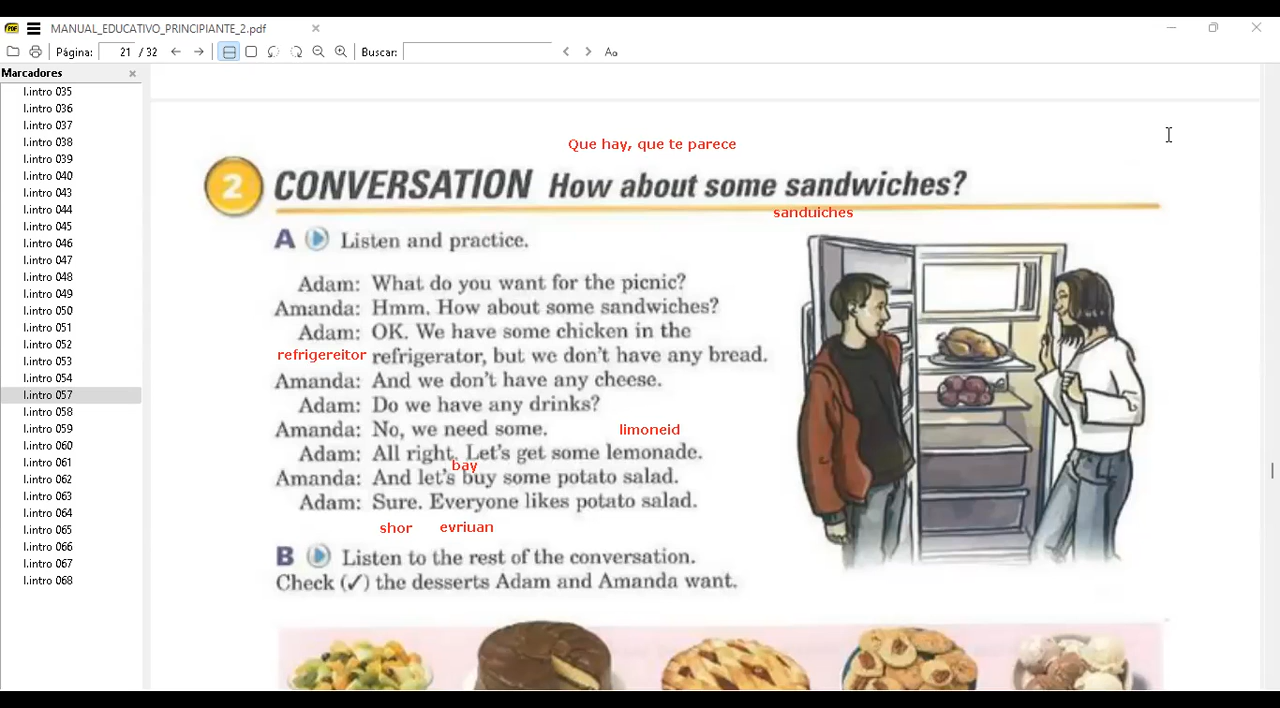 MANUAL_EDUCATIVO_PRINCIPIANTE_2.pdf
Página: 21 / 32 Buscar: Aa
Marcadores
I.intro 035
I.intro 036
I.intro 037
I.intro 038
I.intro 039
I.intro 040
I.intro 043
I.intro 044
I.intro 045
I.intro 046
I.intro 047
I.intro 048
I.intro 049
I.intro 050
I.intro 051
I.intro 052
I.intro 053
I.intro 054
I.intro 057
I.intro 058
I.intro 059
I.intro 060
I.intro 061
I.intro 062
I.intro 063
I.intro 064
I.intro 065
I.intro 066
I.intro 067
I.intro 068
Que hay, que te parece
2 CONVERSATION How about some sandwiches?
sanduiches
A Listen and practice.
Adam: What do you want for the picnic?
Amanda: Hmm. How about some sandwiches?
Adam: OK. We have some chicken in the
refrigereitor refrigerator, but we don't have any bread.
Amanda: And we don't have any cheese.
Adam: Do we have any drinks?
Amanda: No, we need some.
limoneid
Adam: All right. Let's get some lemonade.
bay
Amanda: And let's buy some potato salad.
Adam: Sure. Everyone likes potato salad.
shor evriuan
B Listen to the rest of the conversation.
Check (✓) the desserts Adam and Amanda want.